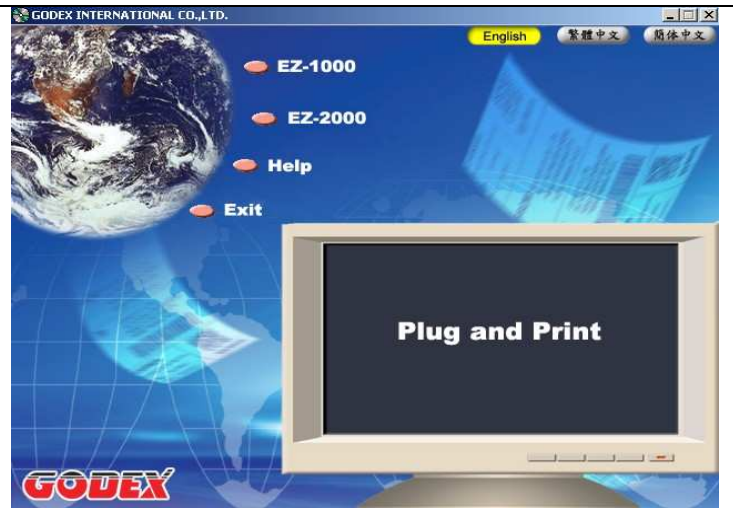 GODEX INTERNATIONAL CO.,LTD.
English 繁體中文 简体中文
EZ-1000
EZ-2000
Help
Exit
Plug and Print
GODEX